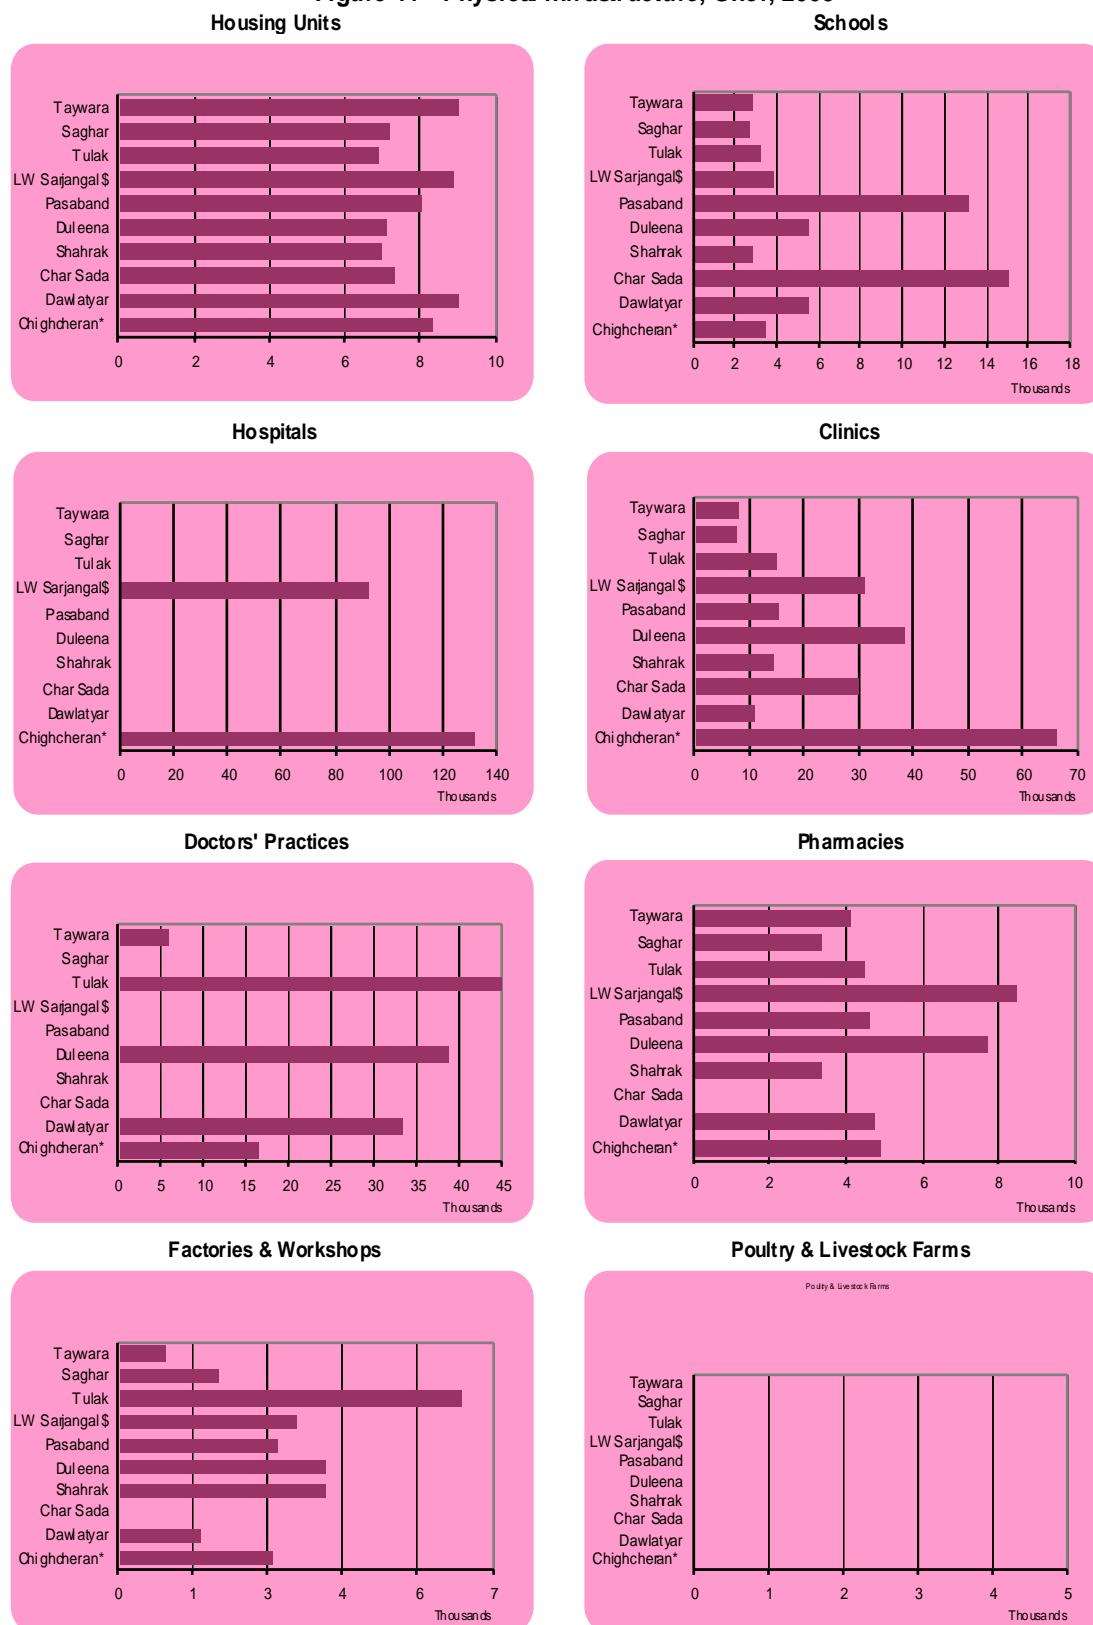 Housing Units
Taywara
Saghar
Tulak
LW Sarjangal$
Pasaband
Duleena
Shahrak
Char Sada
Dawlatyar
Chighcheran*
0 2 4 6 8 10
Schools
Taywara
Saghar
Tulak
LW Sarjangal$
Pasaband
Duleena
Shahrak
Char Sada
Dawlatyar
Chighcheran*
0 2 4 6 8 10 12 14 16 18
Thousands
Hospitals
Taywara
Saghar
Tulak
LW Sarjangal$
Pasaband
Duleena
Shahrak
Char Sada
Dawlatyar
Chighcheran*
0 20 40 60 80 100 120 140
Thousands
Clinics
Taywara
Saghar
Tulak
LW Sarjangal$
Pasaband
Duleena
Shahrak
Char Sada
Dawlatyar
Chighcheran*
0 10 20 30 40 50 60 70
Thousands
Doctors' Practices
Taywara
Saghar
Tulak
LW Sarjangal$
Pasaband
Duleena
Shahrak
Char Sada
Dawlatyar
Chighcheran*
0 5 10 15 20 25 30 35 40 45
Thousands
Pharmacies
Taywara
Saghar
Tulak
LW Sarjangal$
Pasaband
Duleena
Shahrak
Char Sada
Dawlatyar
Chighcheran*
0 2 4 6 8 10
Thousands
Factories & Workshops
Taywara
Saghar
Tulak
LW Sarjangal$
Pasaband
Duleena
Shahrak
Char Sada
Dawlatyar
Chighcheran*
0 1 3 4 6 7
Thousands
Poultry & Livestock Farms
Poultry & Livestock Farms
Taywara
Saghar
Tulak
LW Sarjangal$
Pasaband
Duleena
Shahrak
Char Sada
Dawlatyar
Chighcheran*
0 1 2 3 4 5
Thousands